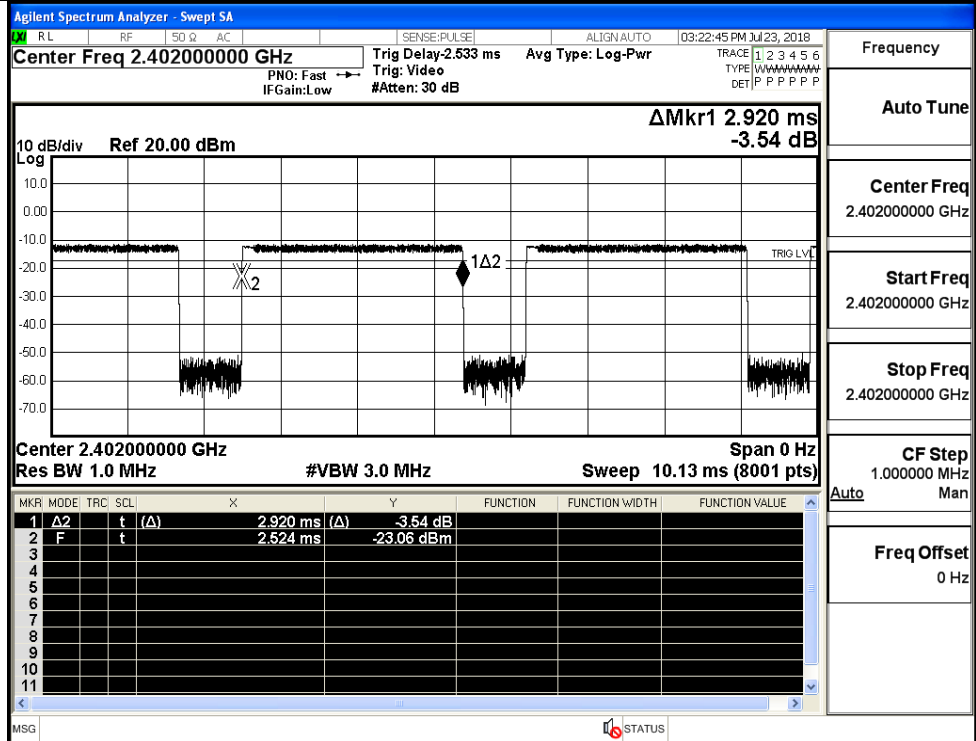 Agilent Spectrum Analyzer - Swept SA
LXI RL RF 50 Ω AC SENSE:PULSE ALIGN AUTO 03:22:45 PM Jul 23, 2018
Center Freq 2.402000000 GHz
PNO: Fast
IFGain:Low
Trig Delay-2.533 ms
Trig: Video
#Atten: 30 dB
Avg Type: Log-Pwr
TRACE 1 2 3 4 5 6
TYPE WWWWWW
DET P P P P P P
ΔMkr1 2.920 ms
-3.54 dB
10 dB/div Ref 20.00 dBm
Log
10.0
0.00
-10.0
-20.0
-30.0
-40.0
-50.0
-60.0
-70.0
TRIG LVL
1Δ2
2
Center 2.402000000 GHz Span 0 Hz
Res BW 1.0 MHz #VBW 3.0 MHz Sweep 10.13 ms (8001 pts)
MKR MODE TRC SCL X Y FUNCTION FUNCTION WIDTH FUNCTION VALUE
1 Δ2 t (Δ) 2.920 ms (Δ) -3.54 dB
2 F t 2.524 ms -23.06 dBm
3
4
5
6
7
8
9
10
11
MSG STATUS
Frequency
Auto Tune
Center Freq
2.402000000 GHz
Start Freq
2.402000000 GHz
Stop Freq
2.402000000 GHz
CF Step
1.000000 MHz
Auto Man
Freq Offset
0 Hz